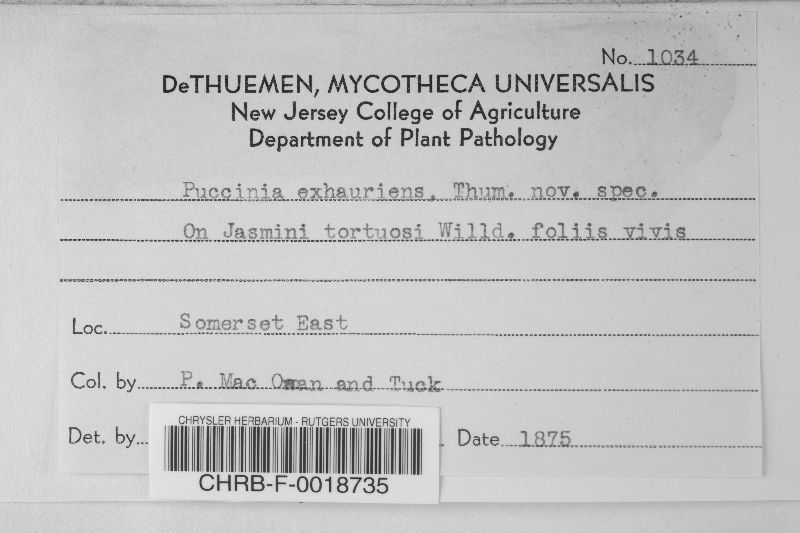 No. 1034
DeTHUEMEN, MYCOTHECA UNIVERSALIS
New Jersey College of Agriculture
Department of Plant Pathology
Puccinia exhauriens, Thum. nov. spec.
On Jasmini tortuosi Willd. foliis vivis
Loc. Somerset East
Col. by P. Mac Owan and Tuck
Det. by Date 1875
CHRYSLER HERBARIUM - RUTGERS UNIVERSITY
CHRB-F-0018735